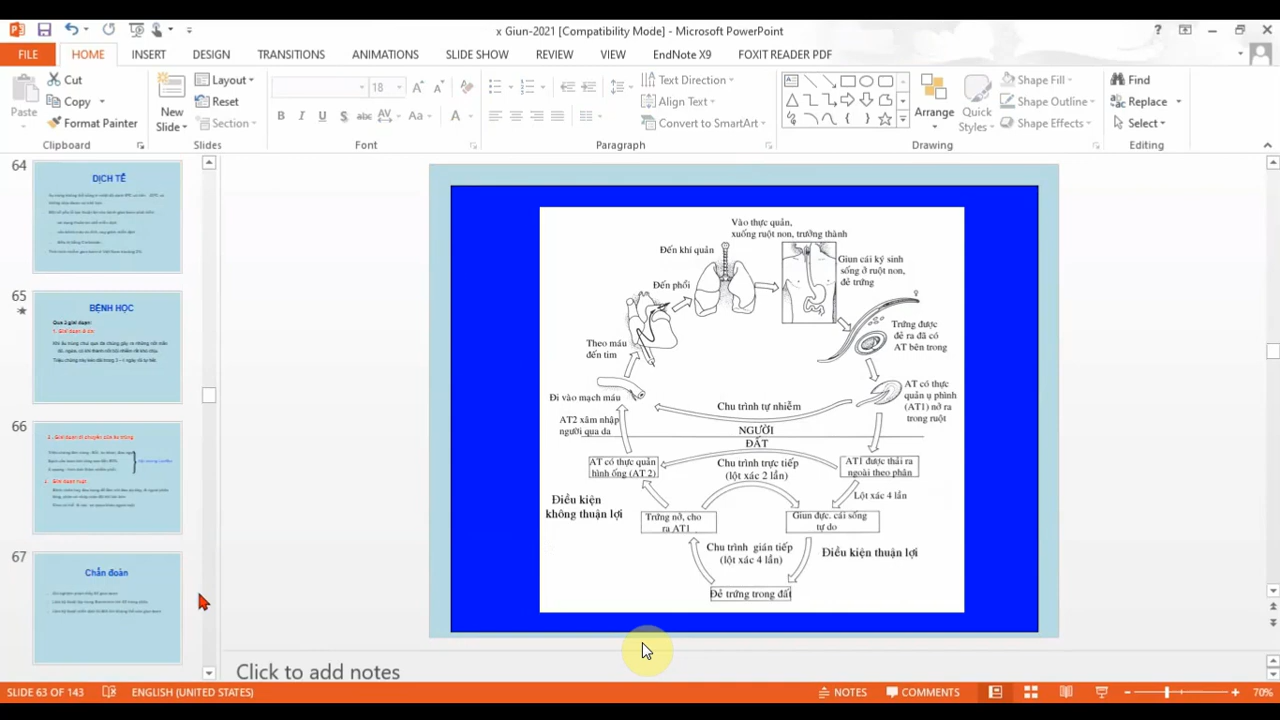 x Giun-2021 [Compatibility Mode] - Microsoft PowerPoint
FILE HOME INSERT DESIGN TRANSITIONS ANIMATIONS SLIDE SHOW REVIEW VIEW EndNote X9 FOXIT READER PDF
Paste
Cut
Copy
Format Painter
Clipboard
New
Slide
Layout
Reset
Section
Slides
18
Font
Text Direction
Align Text
Convert to SmartArt
Paragraph
Arrange
Quick
Styles
Shape Fill
Shape Outline
Shape Effects
Drawing
Find
Replace
Select
Editing
64
DỊCH TỄ
65
BỆNH HỌC
66
67
Chẩn đoán
Vào thực quản,
xuống ruột non, trưởng thành
Đến khí quản
Đến phổi
Giun cái ký sinh
sống ở ruột non,
đẻ trứng
Theo máu
đến tim
Trứng được
đẻ ra đã có
AT bên trong
Đi vào mạch máu
AT có thực
quản ụ phình
(AT1) nở ra
trong ruột
Chu trình tự nhiễm
AT2 xâm nhập
người qua da
NGƯỜI
ĐẤT
AT có thực quản
hình ống (AT 2)
Chu trình trực tiếp
(lột xác 2 lần)
AT1 được thải ra
ngoài theo phân
Lột xác 4 lần
Điều kiện
không thuận lợi
Trứng nở, cho
ra AT1
Giun đực, cái sống
tự do
Chu trình gián tiếp
(lột xác 4 lần)
Điều kiện thuận lợi
Đẻ trứng trong đất
Click to add notes
SLIDE 63 OF 143 ENGLISH (UNITED STATES) NOTES COMMENTS 70%